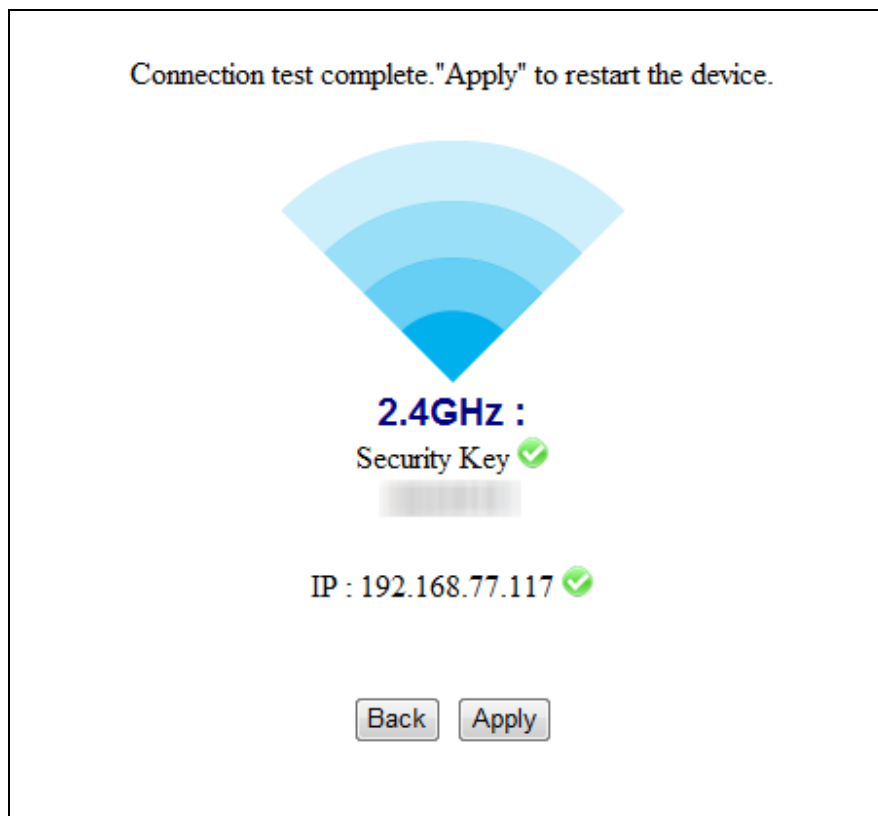 Connection test complete."Apply" to restart the device.
2.4GHz :
Security Key
IP : 192.168.77.117
Back Apply